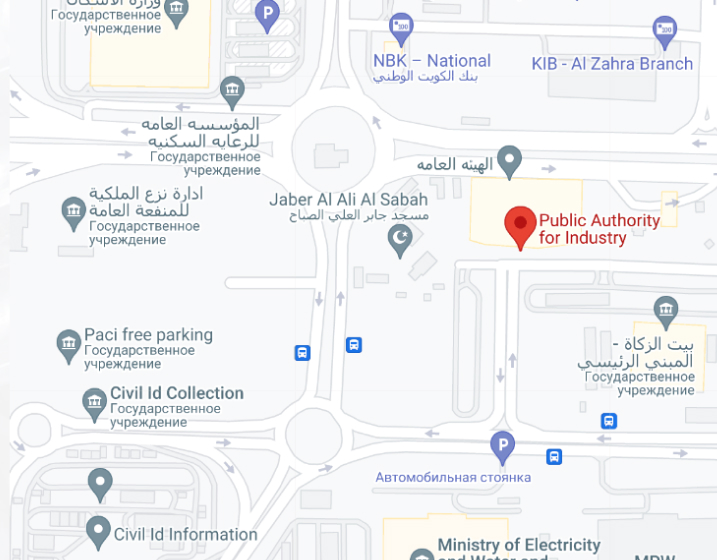 وزارة الاسكان
Государственное
учреждение
P
NBK – National
بنك الكويت الوطني
KIB - Al Zahra Branch
المؤسسه العامه
للرعايه السكنيه
Государственное
учреждение
الهيئه العامه
ادارة نزع الملكية
للمنفعة العامة
Государственное
учреждение
Jaber Al Ali Al Sabah
مسجد جابر العلي الصباح
Public Authority
for Industry
Paci free parking
Государственное
учреждение
بيت الزكاة -
المبني الرئيسي
Государственное
учреждение
Civil Id Collection
Государственное
учреждение
P
Автомобильная стоянка
Civil Id Information
Ministry of Electricity
and Water and
MPW